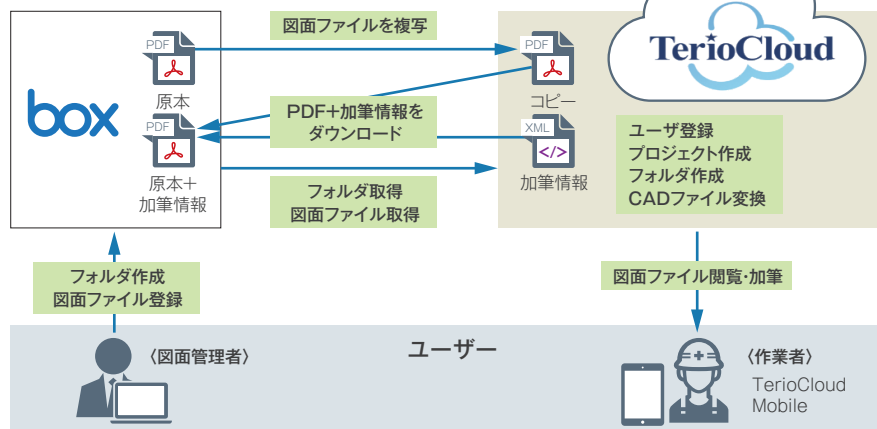 図面ファイルを複写
PDF
原本
box
PDF
原本＋
加筆情報
PDF
コピー
PDF＋加筆情報を
ダウンロード
XML
</>
加筆情報
フォルダ取得
図面ファイル取得
TerioCloud
ユーザ登録
プロジェクト作成
フォルダ作成
CADファイル変換
フォルダ作成
図面ファイル登録
図面ファイル閲覧・加筆
ユーザー
〈図面管理者〉
〈作業者〉
TerioCloud
Mobile